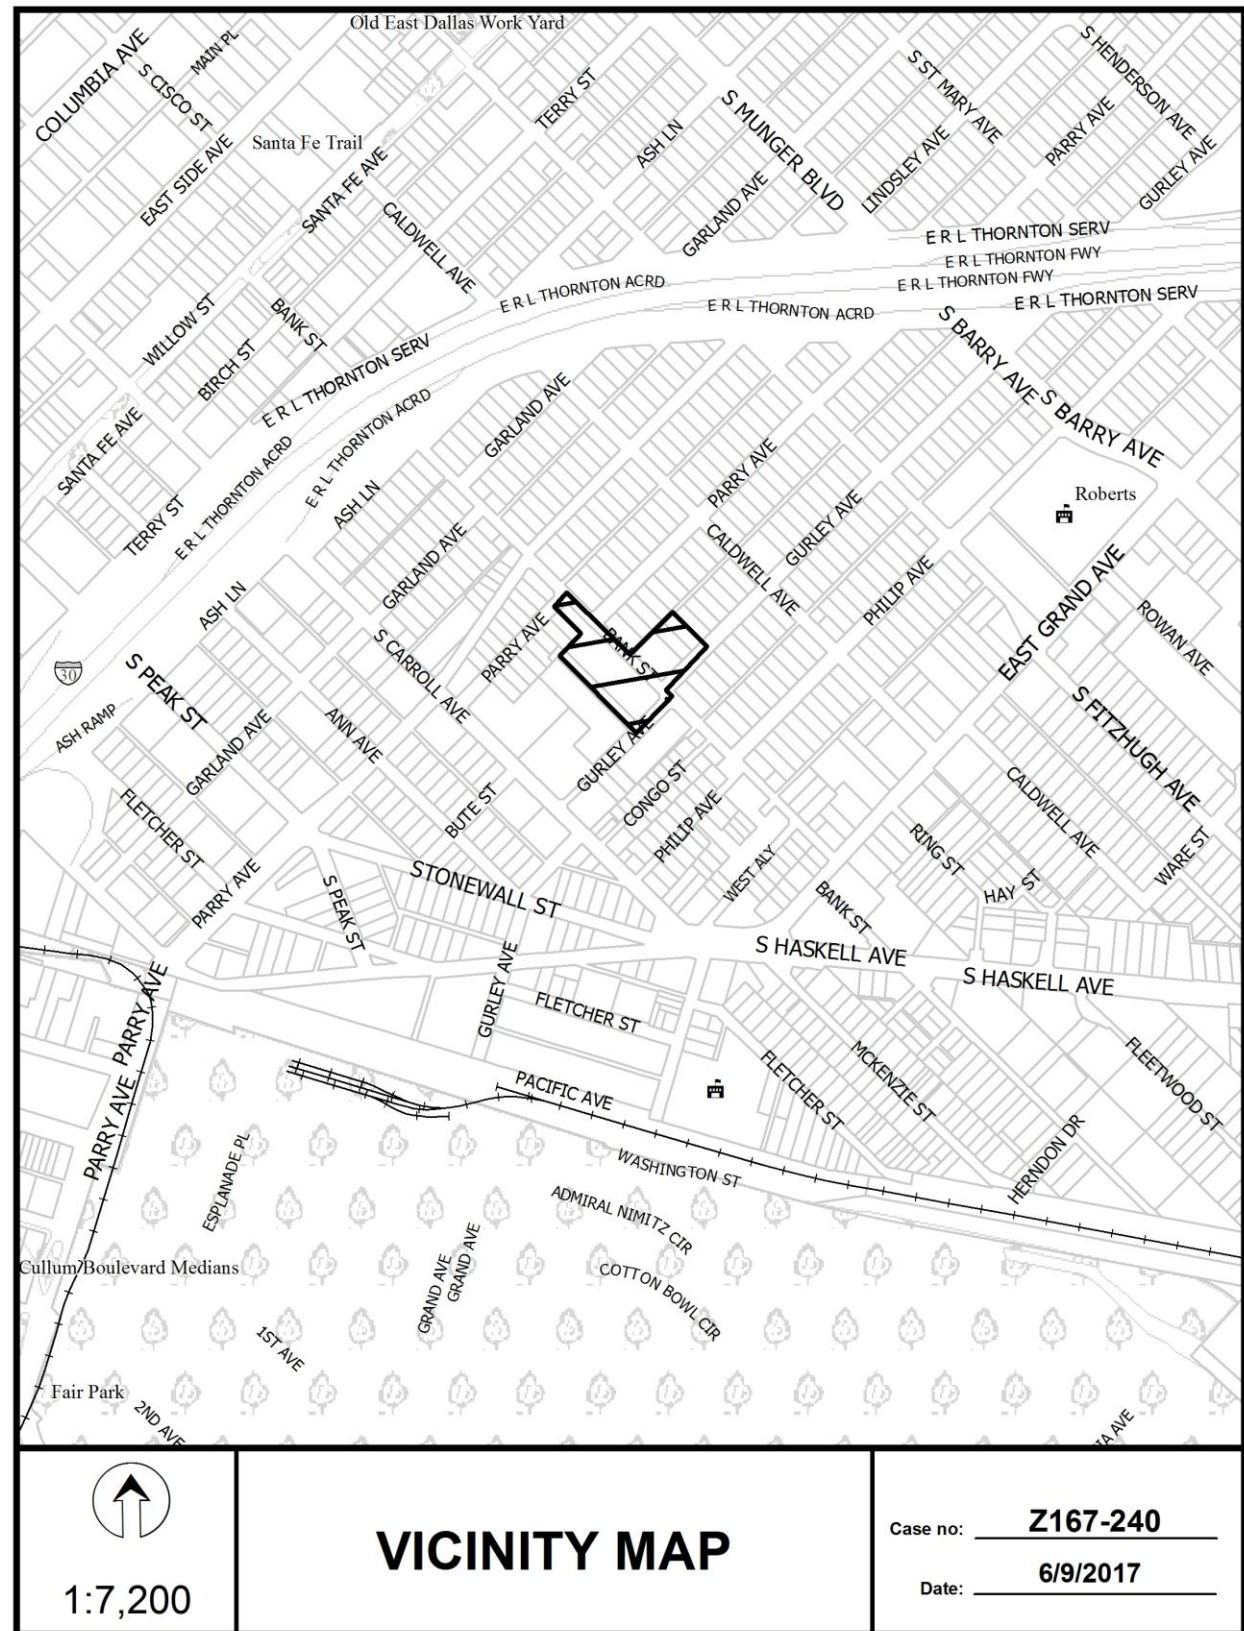 Old East Dallas Work Yard
COLUMBIA AVE
MAIN PL
S CISCO ST
TERRY ST
S MUNGER BLVD
S ST MARY AVE
S HENDERSON AVE
Santa Fe Trail
ASH LN
PARRY AVE
EAST SIDE AVE
SANTA FE AVE
LINDSLEY AVE
GURLEY AVE
CALDWELL AVE
GARLAND AVE
E R L THORNTON SERV
E R L THORNTON FWY
E R L THORNTON FWY
E R L THORNTON ACRD
E R L THORNTON ACRD
E R L THORNTON SERV
WILLOW ST
BANK ST
BIRCH ST
E R L THORNTON SERV
S BARRY AVE
S BARRY AVE
GARLAND AVE
SANTA FE AVE
E R L THORNTON ACRD
E R L THORNTON ACRD
PARRY AVE
Roberts
ASH LN
TERRY ST
GURLEY AVE
GARLAND AVE
CALDWELL AVE
PHILIP AVE
EAST GRAND AVE
ASH LN
ROWAN AVE
PARRY AVE
BANK ST
S CARROLL AVE
30
S PEAK ST
S FITZHUGH AVE
ASH RAMP
GARLAND AVE
ANN AVE
GURLEY AVE
CONGO ST
BUTE ST
PHILIP AVE
CALDWELL AVE
FLETCHER ST
RING ST
WARE ST
WEST ALY
PARRY AVE
S PEAK ST
STONEWALL ST
BANK ST
HAY ST
S HASKELL AVE
S HASKELL AVE
GURLEY AVE
FLETCHER ST
PARRY AVE
PACIFIC AVE
FLETCHER ST
MCKENZIE ST
FLEETWOOD ST
PARRY AVE
ESPLANADE PL
WASHINGTON ST
HERNDON DR
ADMIRAL NIMITZ CIR
Cullum Boulevard Medians
GRAND AVE
GRAND AVE
COTTON BOWL CIR
1ST AVE
Fair Park
2ND AVE
IA AVE
1:7,200
VICINITY MAP
Case no: Z167-240
Date: 6/9/2017